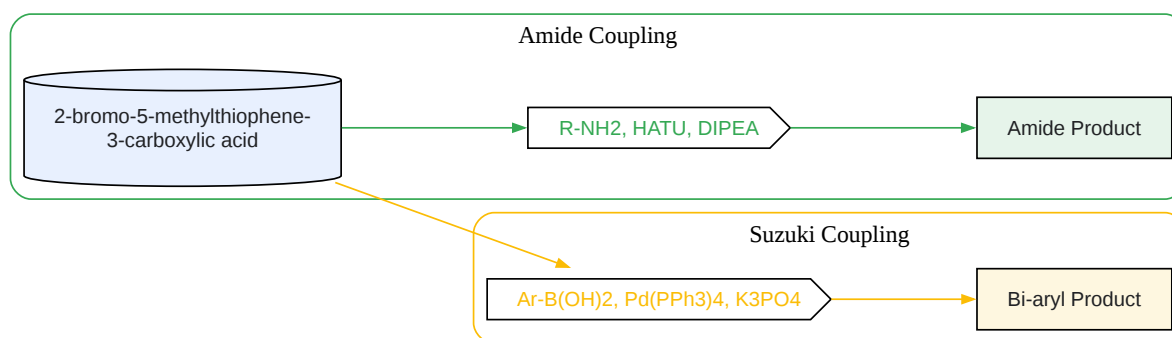 Amide Coupling
2-bromo-5-methylthiophene-
3-carboxylic acid
R-NH2, HATU, DIPEA
Amide Product
Suzuki Coupling
Ar-B(OH)2, Pd(PPh3)4, K3PO4
Bi-aryl Product